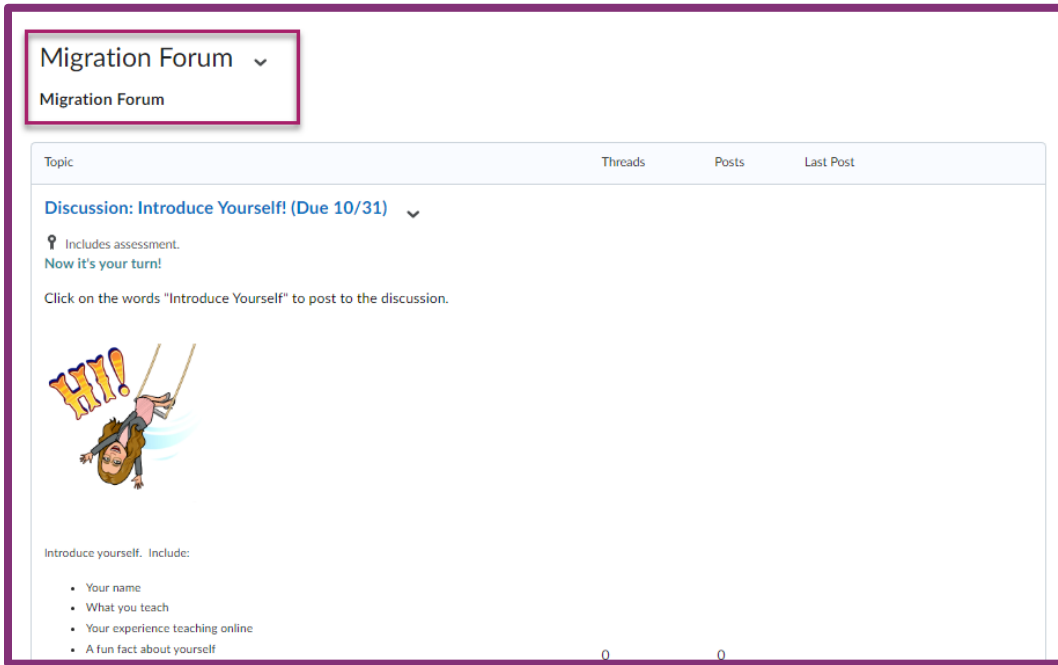 Migration Forum
Migration Forum
Topic Threads Posts Last Post
Discussion: Introduce Yourself! (Due 10/31)
Includes assessment.
Now it's your turn!
Click on the words "Introduce Yourself" to post to the discussion.
HI!
Introduce yourself. Include:
• Your name
• What you teach
• Your experience teaching online
• A fun fact about yourself
0 0